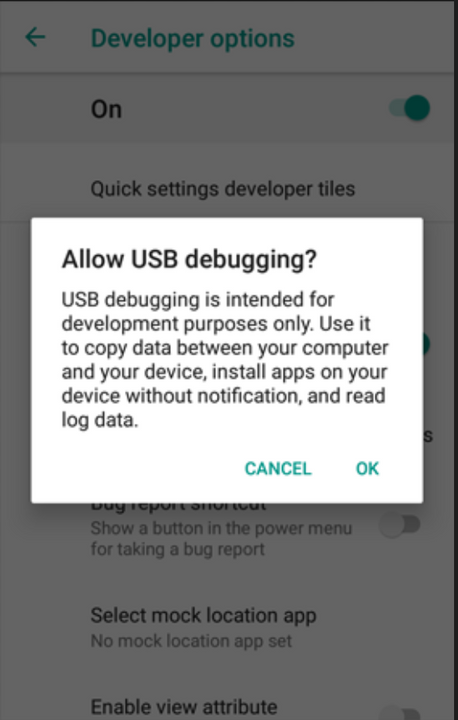 Developer options
On
Quick settings developer tiles
Allow USB debugging?
USB debugging is intended for
development purposes only. Use it
to copy data between your computer
and your device, install apps on your
device without notification, and read
log data.
s
CANCEL OK
Bug report shortcut
Show a button in the power menu
for taking a bug report
Select mock location app
No mock location app set
Enable view attribute